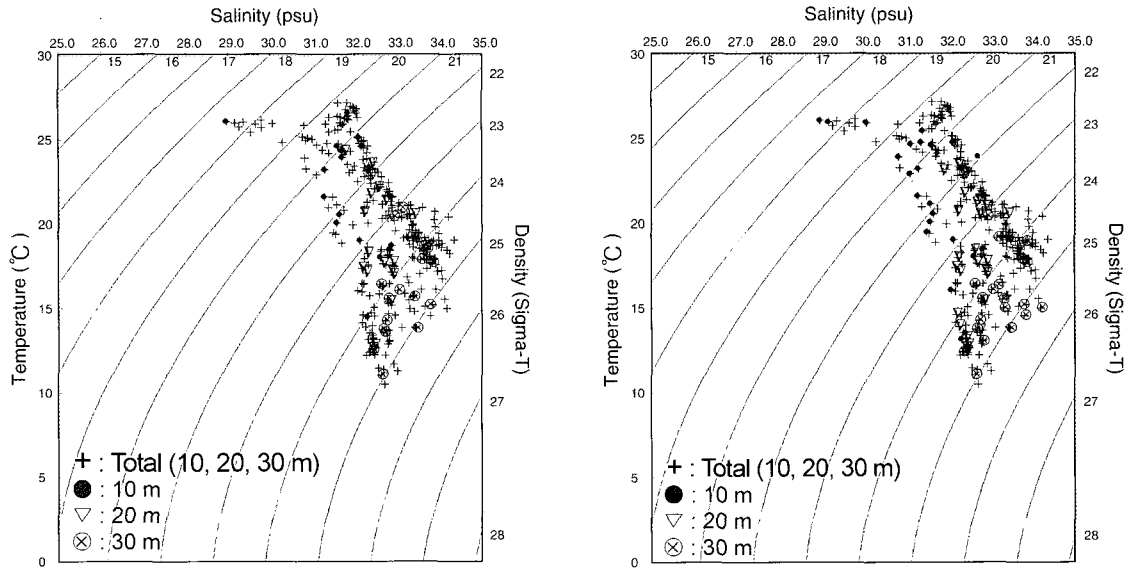 Salinity (psu)
25.0 26.0 27.0 28.0 29.0 30.0 31.0 32.0 33.0 34.0 35.0
30
25
20
15
10
5
0
15 16 17 18 19 20 21
22
23
24
25
26
27
28
Temperature (℃)
Density (Sigma-T)
+ : Total (10, 20, 30 m)
● : 10 m
▽ : 20 m
⊗ : 30 m
Salinity (psu)
25.0 26.0 27.0 28.0 29.0 30.0 31.0 32.0 33.0 34.0 35.0
30
25
20
15
10
5
0
15 16 17 18 19 20 21
22
23
24
25
26
27
28
Temperature (℃)
Density (Sigma-T)
+ : Total (10, 20, 30 m)
● : 10 m
▽ : 20 m
⊗ : 30 m